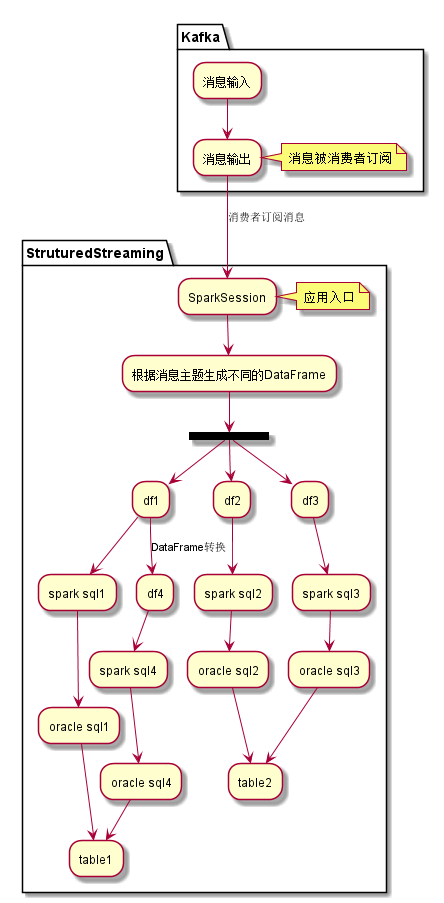 Kafka
消息输入
消息输出
消息被消费者订阅
消费者订阅消息
StruturedStreaming
SparkSession
应用入口
根据消息主题生成不同的DataFrame
df1
df2
df3
DataFrame转换
spark sql1
df4
spark sql2
spark sql3
spark sql4
oracle sql2
oracle sql3
oracle sql1
oracle sql4
table2
table1